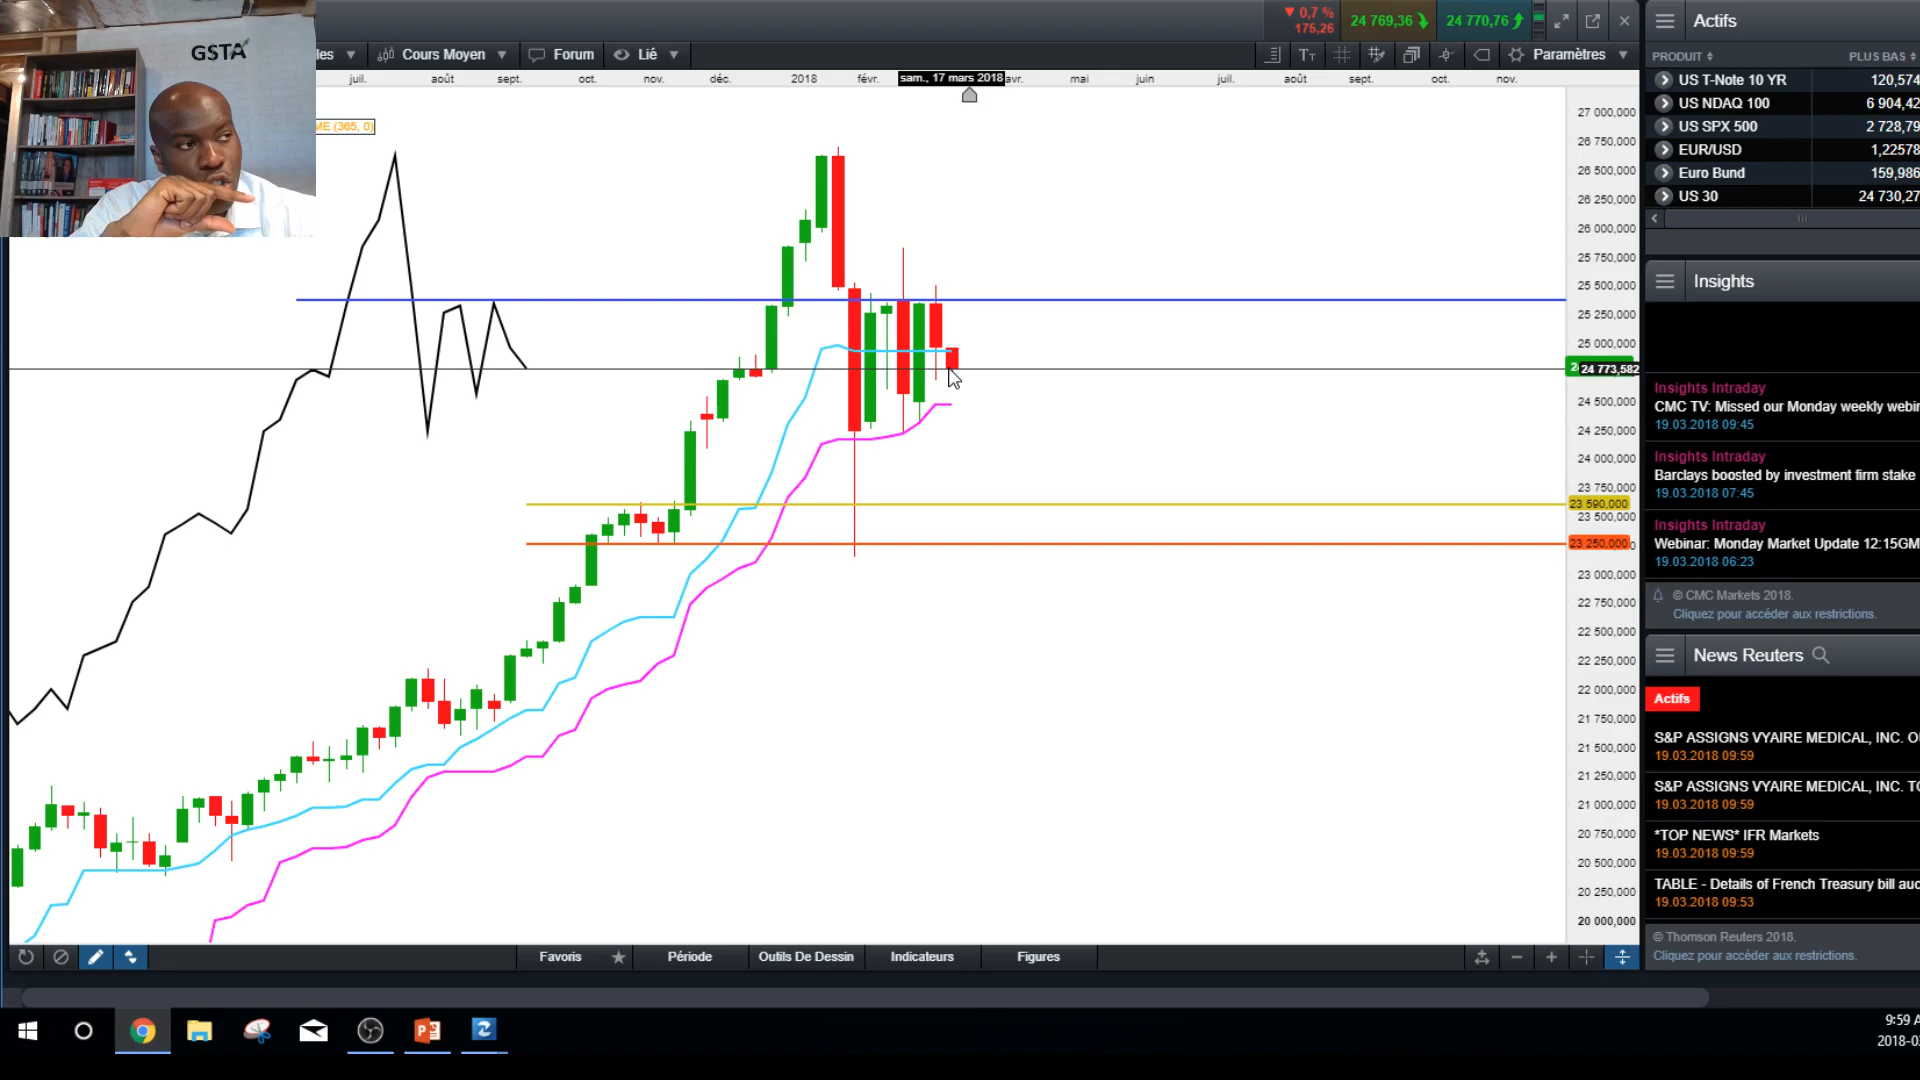 GSTA
les
Cours Moyen
Forum
Lié
0,7 %
175,26
24 769,36
24 770,76
Paramètres
juil.
août
sept.
oct.
nov.
déc.
2018
févr.
sam., 17 mars 2018
avr.
mai
juin
juil.
août
sept.
oct.
nov.
ME (365, 0)
27 000,000
26 750,000
26 500,000
26 250,000
26 000,000
25 750,000
25 500,000
25 250,000
25 000,000
24 773,582
24 500,000
24 250,000
24 000,000
23 750,000
23 590,000
23 500,000
23 250,000
23 000,000
22 750,000
22 500,000
22 250,000
22 000,000
21 750,000
21 500,000
21 250,000
21 000,000
20 750,000
20 500,000
20 250,000
20 000,000
Favoris
Période
Outils De Dessin
Indicateurs
Figures
Actifs
PRODUIT
PLUS BAS
US T-Note 10 YR 120,574
US NDAQ 100 6 904,42
US SPX 500 2 728,79
EUR/USD 1,22578
Euro Bund 159,986
US 30 24 730,27
Insights
Insights Intraday
CMC TV: Missed our Monday weekly webin
19.03.2018 09:45
Insights Intraday
Barclays boosted by investment firm stake
19.03.2018 07:45
Insights Intraday
Webinar: Monday Market Update 12:15GM
19.03.2018 06:23
© CMC Markets 2018.
Cliquez pour accéder aux restrictions.
News Reuters
Actifs
S&P ASSIGNS VYAIRE MEDICAL, INC. O
19.03.2018 09:59
S&P ASSIGNS VYAIRE MEDICAL, INC. TO
19.03.2018 09:59
*TOP NEWS* IFR Markets
19.03.2018 09:59
TABLE - Details of French Treasury bill auc
19.03.2018 09:53
© Thomson Reuters 2018.
Cliquez pour accéder aux restrictions.
9:59 A
2018-03